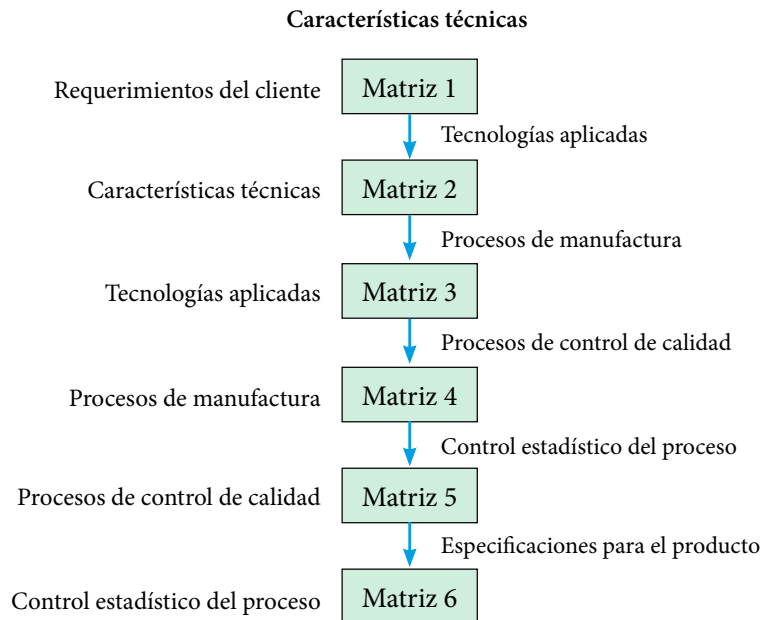 Características técnicas
Requerimientos del cliente
Matriz 1
Tecnologías aplicadas
Características técnicas
Matriz 2
Procesos de manufactura
Tecnologías aplicadas
Matriz 3
Procesos de control de calidad
Procesos de manufactura
Matriz 4
Control estadístico del proceso
Procesos de control de calidad
Matriz 5
Especificaciones para el producto
Control estadístico del proceso
Matriz 6